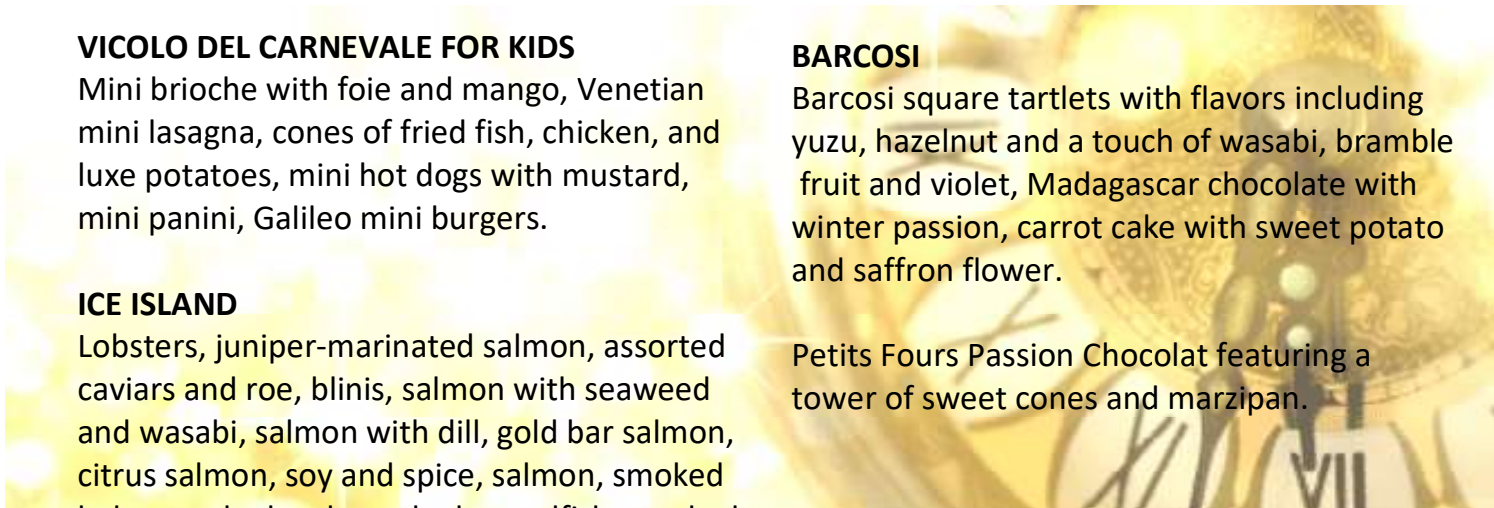 VICOLO DEL CARNEVALE FOR KIDS
Mini brioche with foie and mango, Venetian
mini lasagna, cones of fried fish, chicken, and
luxe potatoes, mini hot dogs with mustard,
mini panini, Galileo mini burgers.
ICE ISLAND
Lobsters, juniper-marinated salmon, assorted
caviars and roe, blinis, salmon with seaweed
and wasabi, salmon with dill, gold bar salmon,
citrus salmon, soy and spice, salmon, smoked
BARCOSI
Barcosi square tartlets with flavors including
yuzu, hazelnut and a touch of wasabi, bramble
fruit and violet, Madagascar chocolate with
winter passion, carrot cake with sweet potato
and saffron flower.
Petits Fours Passion Chocolat featuring a
tower of sweet cones and marzipan.
VII